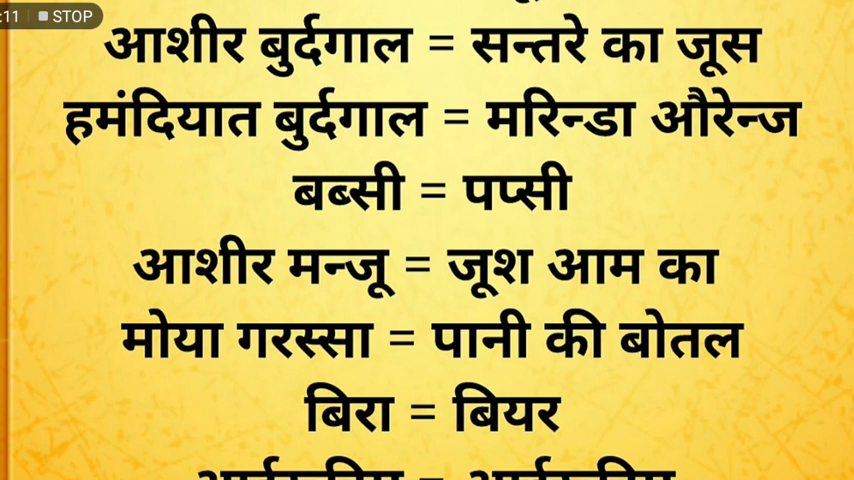 :11 STOP
आशीर बुर्दगाल = सन्तरे का जूस
हमंदियात बुर्दगाल = मरिन्डा औरेन्ज
बब्सी = पप्सी
आशीर मन्जू = जूश आम का
मोया गरस्सा = पानी की बोतल
बिरा = बियर